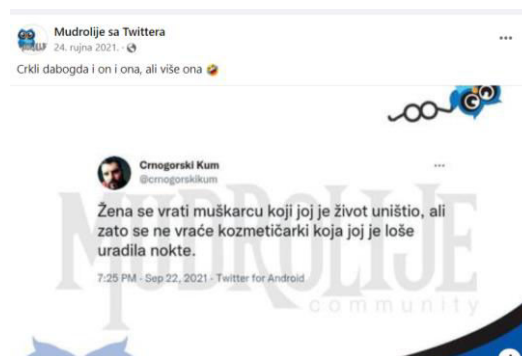 Mudrolije sa Twittera
24. rujna 2021. ·
Crkli dabogda i on i ona, ali više ona 🤣
Crnogorski Kum
@crnogorskikum
Žena se vrati muškarcu koji joj je život uništio, ali
zato se ne vraće kozmetičarki koja joj je loše
uradila nokte.
7:25 PM · Sep 22, 2021 · Twitter for Android
MUDROLIJE
community